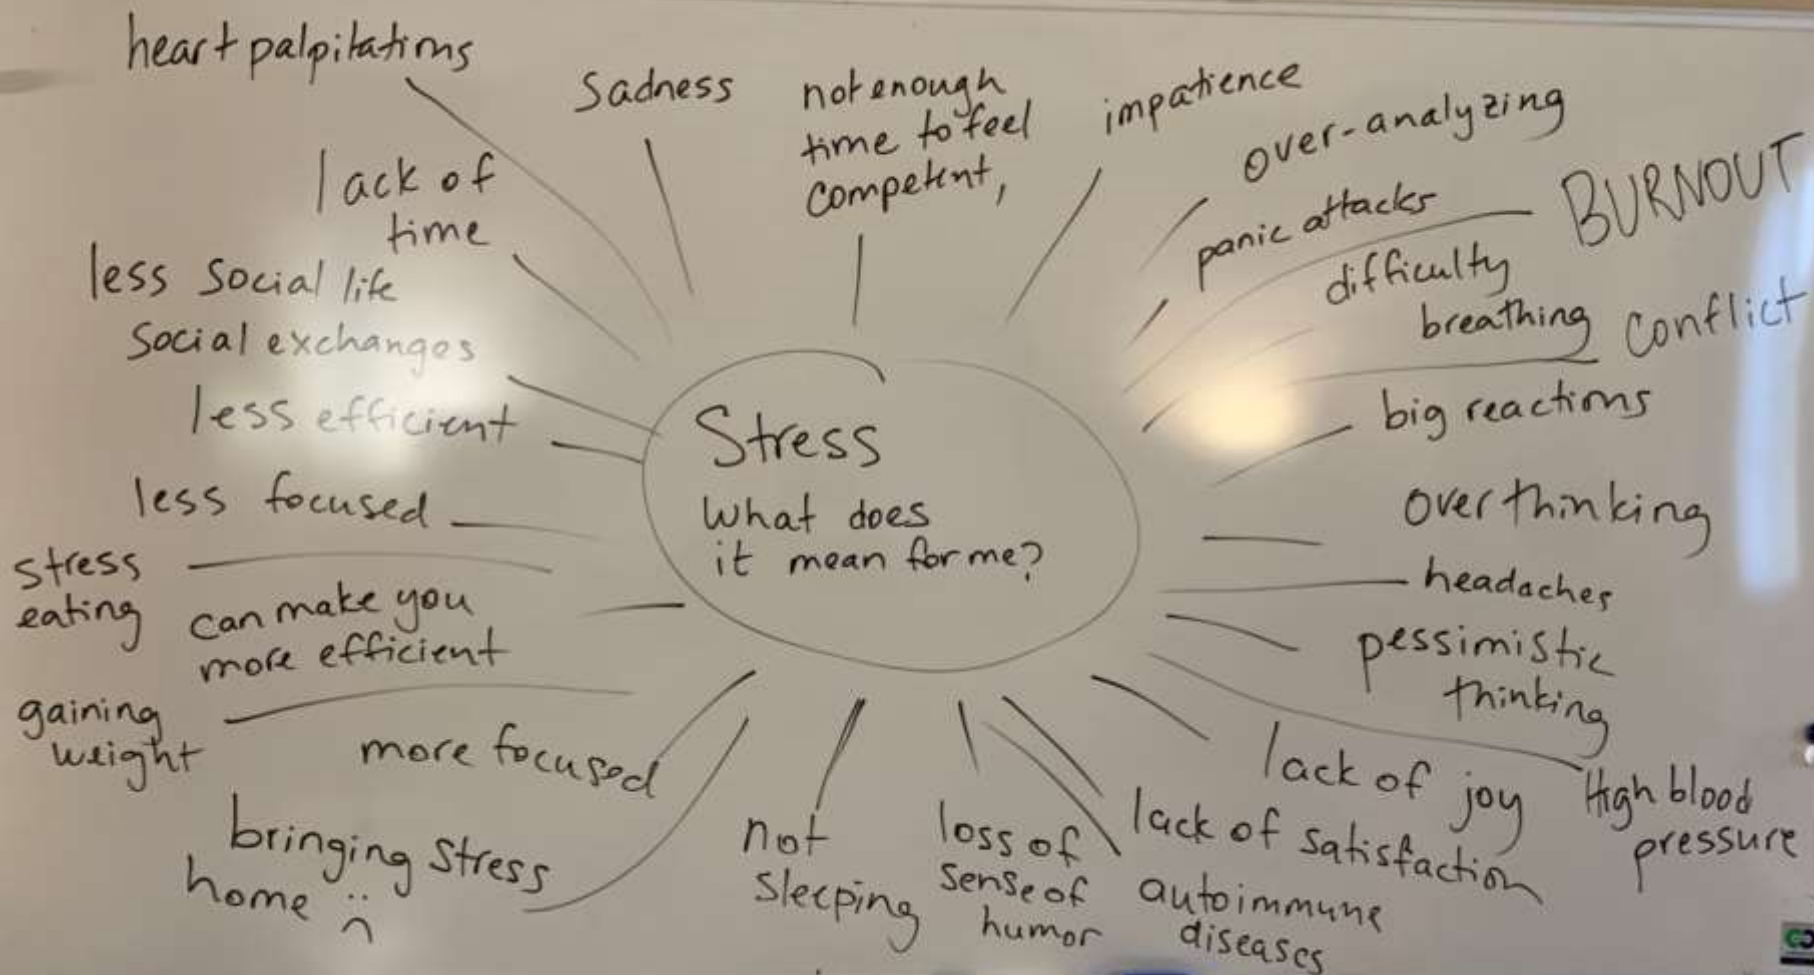 heart palpitations
Sadness
not enough
time to feel
competent,
impatience
over-analyzing
panic attacks
BURNOUT
difficulty
breathing
conflict
big reactions
over thinking
headaches
pessimistic
thinking
High blood
pressure
lack of joy
lack of satisfaction
autoimmune
diseases
loss of
sense of
humor
not
sleeping
bringing stress
home :(
more focused
gaining
weight
can make you
more efficient
stress
eating
less focused
less efficient
less social life
Social exchanges
lack of
time
Stress
What does
it mean for me?